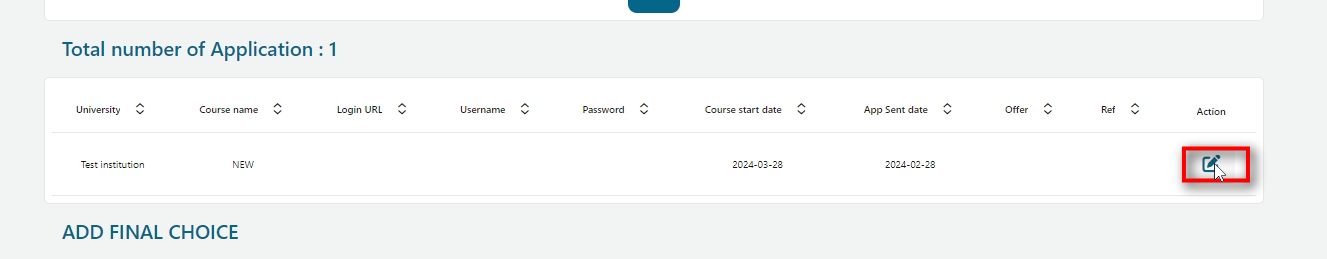 Total number of Application : 1
University Course name Login URL Username Password Course start date App Sent date Offer Ref Action
Test institution NEW 2024-03-28 2024-02-28
ADD FINAL CHOICE